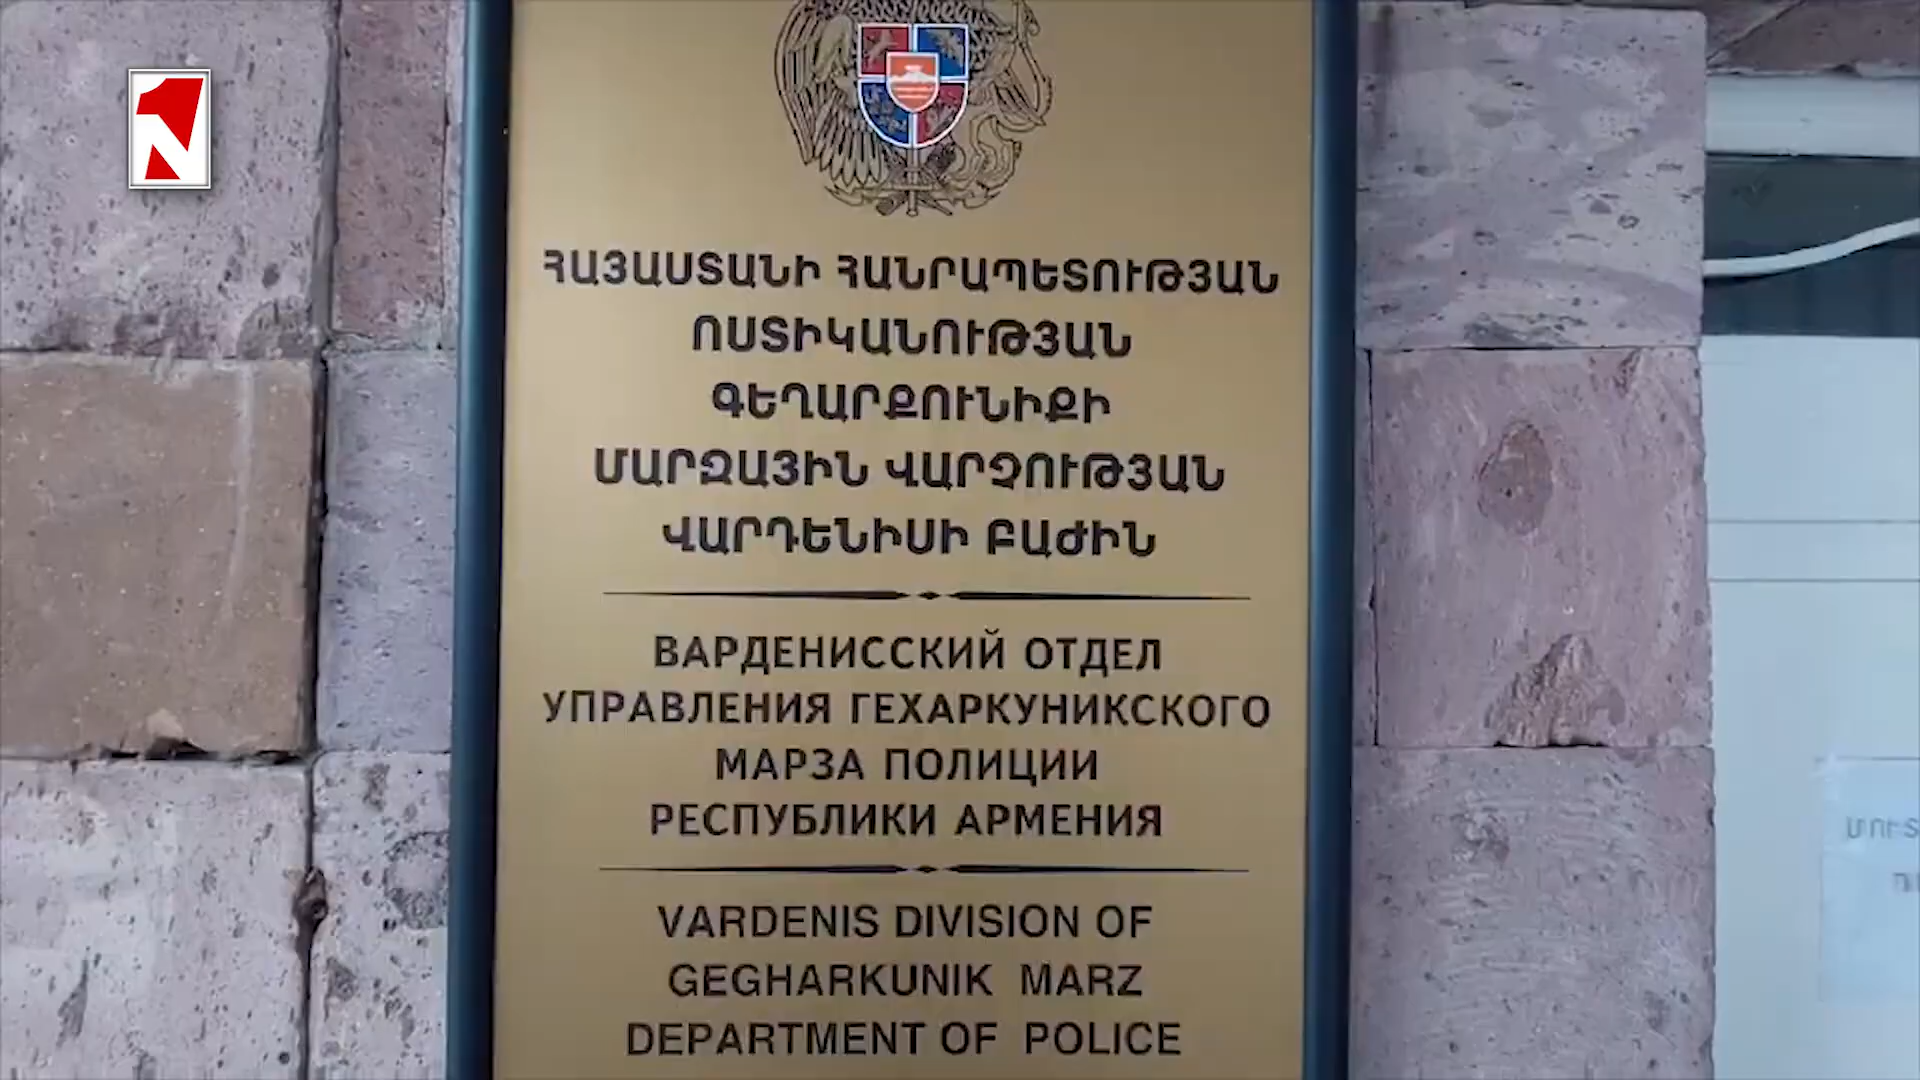 1N
ՀԱՅԱՍՏԱՆԻ ՀԱՆՐԱՊԵՏՈՒԹՅԱՆ
ՈՍՏԻԿԱՆՈՒԹՅԱՆ
ԳԵՂԱՐՔՈՒՆԻՔԻ
ՄԱՐԶԱՅԻՆ ՎԱՐՉՈՒԹՅԱՆ
ՎԱՐԴԵՆԻՍԻ ԲԱԺԻՆ
ВАРДЕНИССКИЙ ОТДЕЛ
УПРАВЛЕНИЯ ГЕХАРКУНИКСКОГО
МАРЗА ПОЛИЦИИ
РЕСПУБЛИКИ АРМЕНИЯ
VARDENIS DIVISION OF
GEGHARKUNIK MARZ
DEPARTMENT OF POLICE